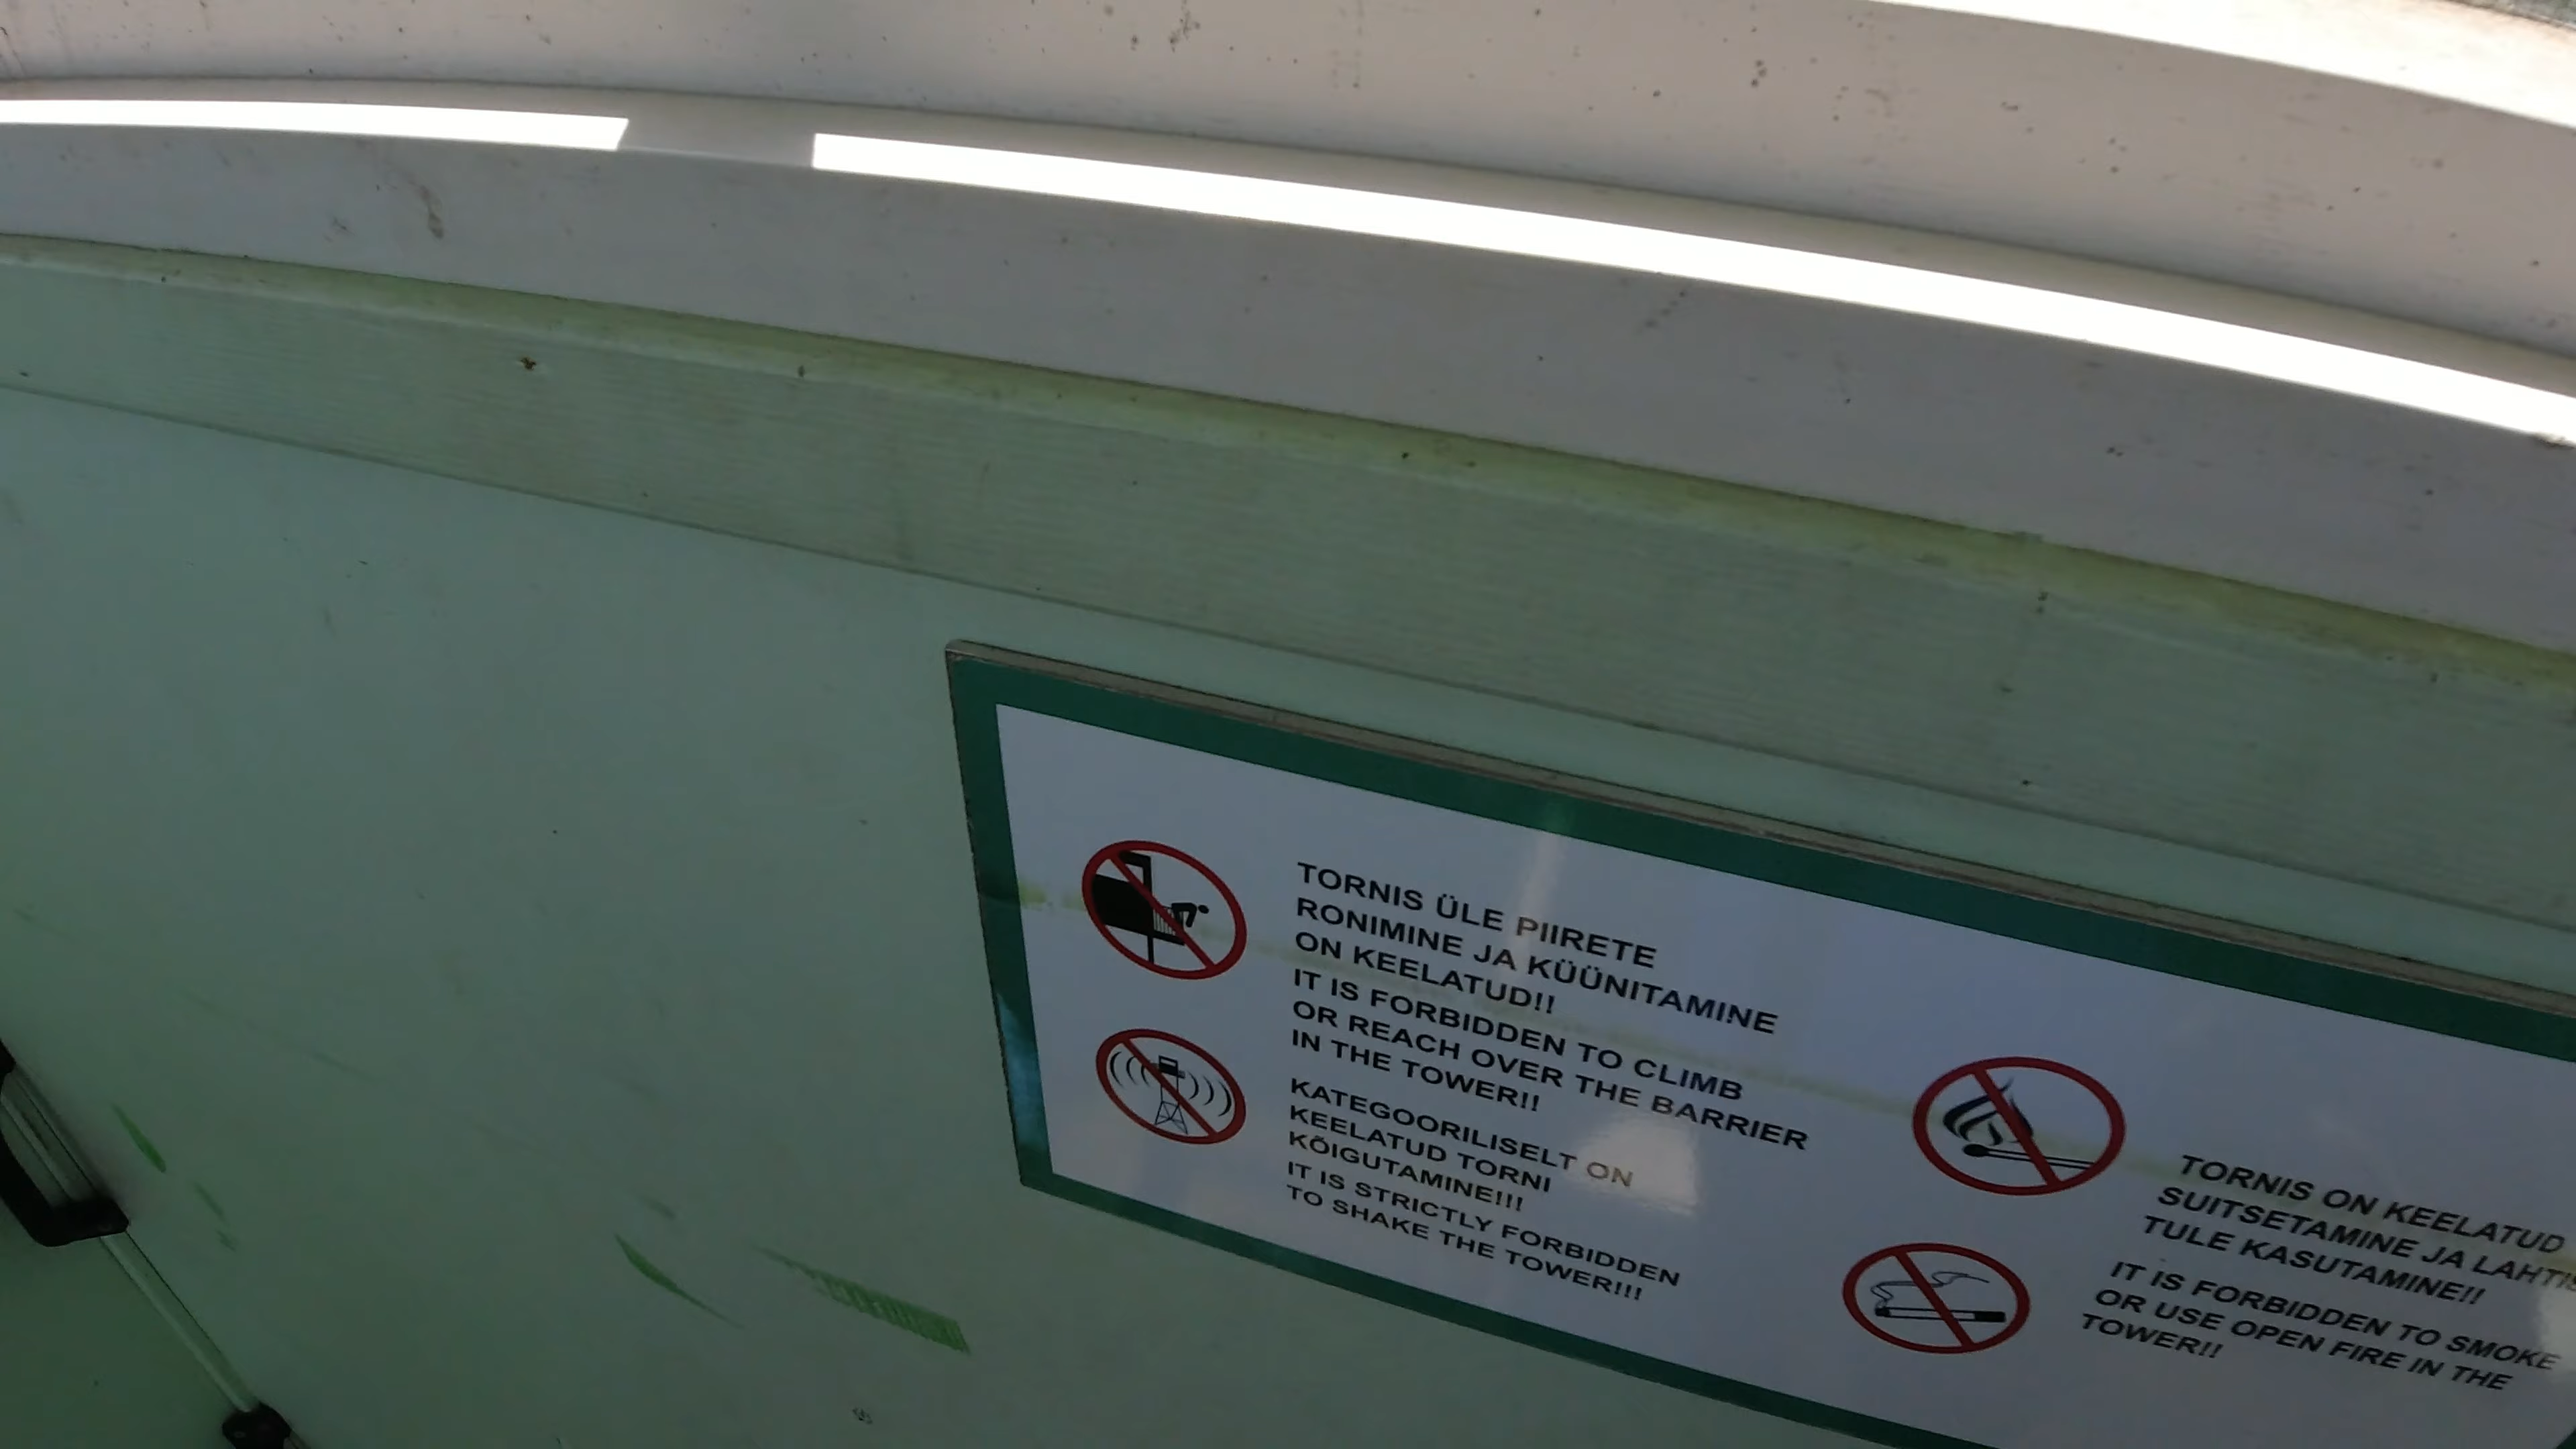 TORNIS ÜLE PIIRETE
RONIMINE JA KÜÜNITAMINE
ON KEELATUD!!
IT IS FORBIDDEN TO CLIMB
OR REACH OVER THE BARRIER
IN THE TOWER!!
KATEGOORILISELT ON
KEELATUD TORNI
KÕIGUTAMINE!!!
IT IS STRICTLY FORBIDDEN
TO SHAKE THE TOWER!!!
TORNIS ON KEELATUD
SUITSETAMINE JA
TULE KASUTAMINE!!
IT IS FORBIDDEN TO SMOKE
OR USE OPEN FIRE IN THE
TOWER!!